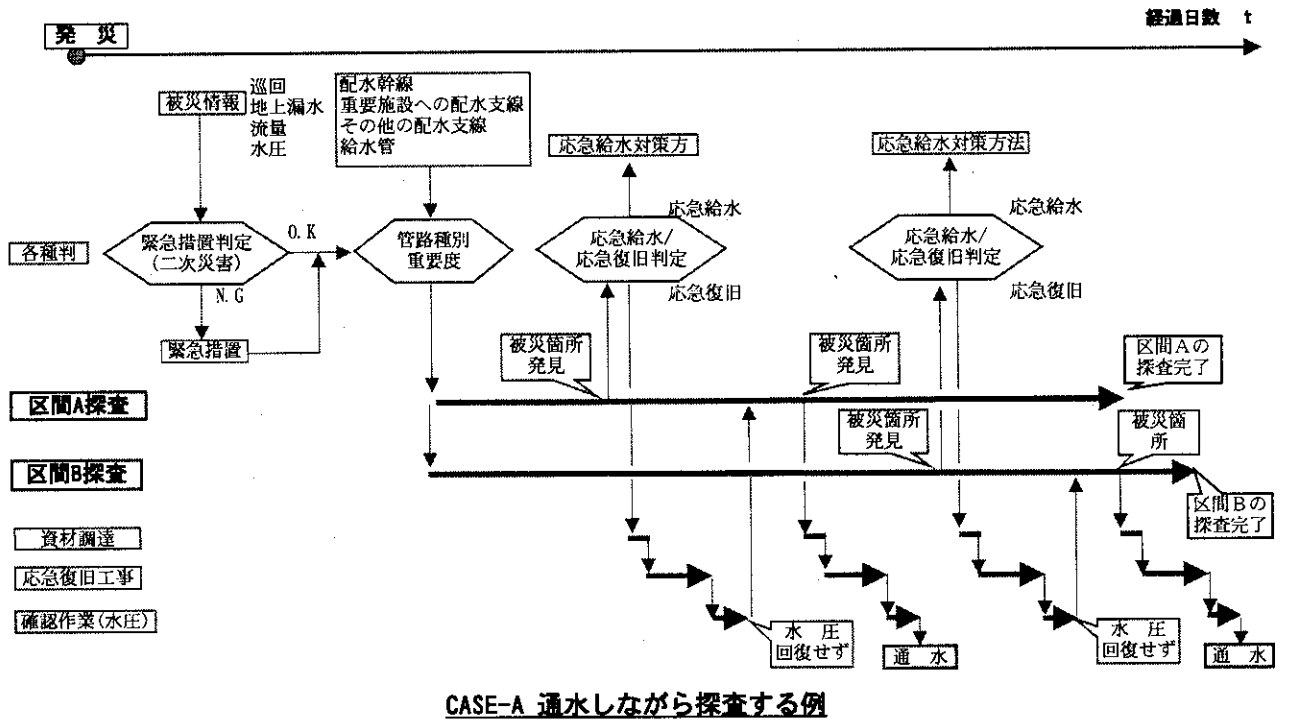 経過日数 t
発 災
被災情報
巡回
地上漏水
流量
水圧
配水幹線
重要施設への配水支線
その他の配水支線
給水管
応急給水対策方
応急給水対策方法
応急給水
応急給水
各種判
緊急措置判定
(二次災害)
O.K
管路種別
重要度
応急給水/
応急復旧判定
応急給水/
応急復旧判定
N.G
応急復旧
応急復旧
緊急措置
被災箇所
発見
被災箇所
発見
区間Aの
探査完了
区間A探査
被災箇所
発見
被災箇
所
区間B探査
区間Bの
探査完了
資材調達
応急復旧工事
確認作業(水圧)
水 圧
回復せず
通 水
水 圧
回復せず
通 水
CASE-A 通水しながら探査する例